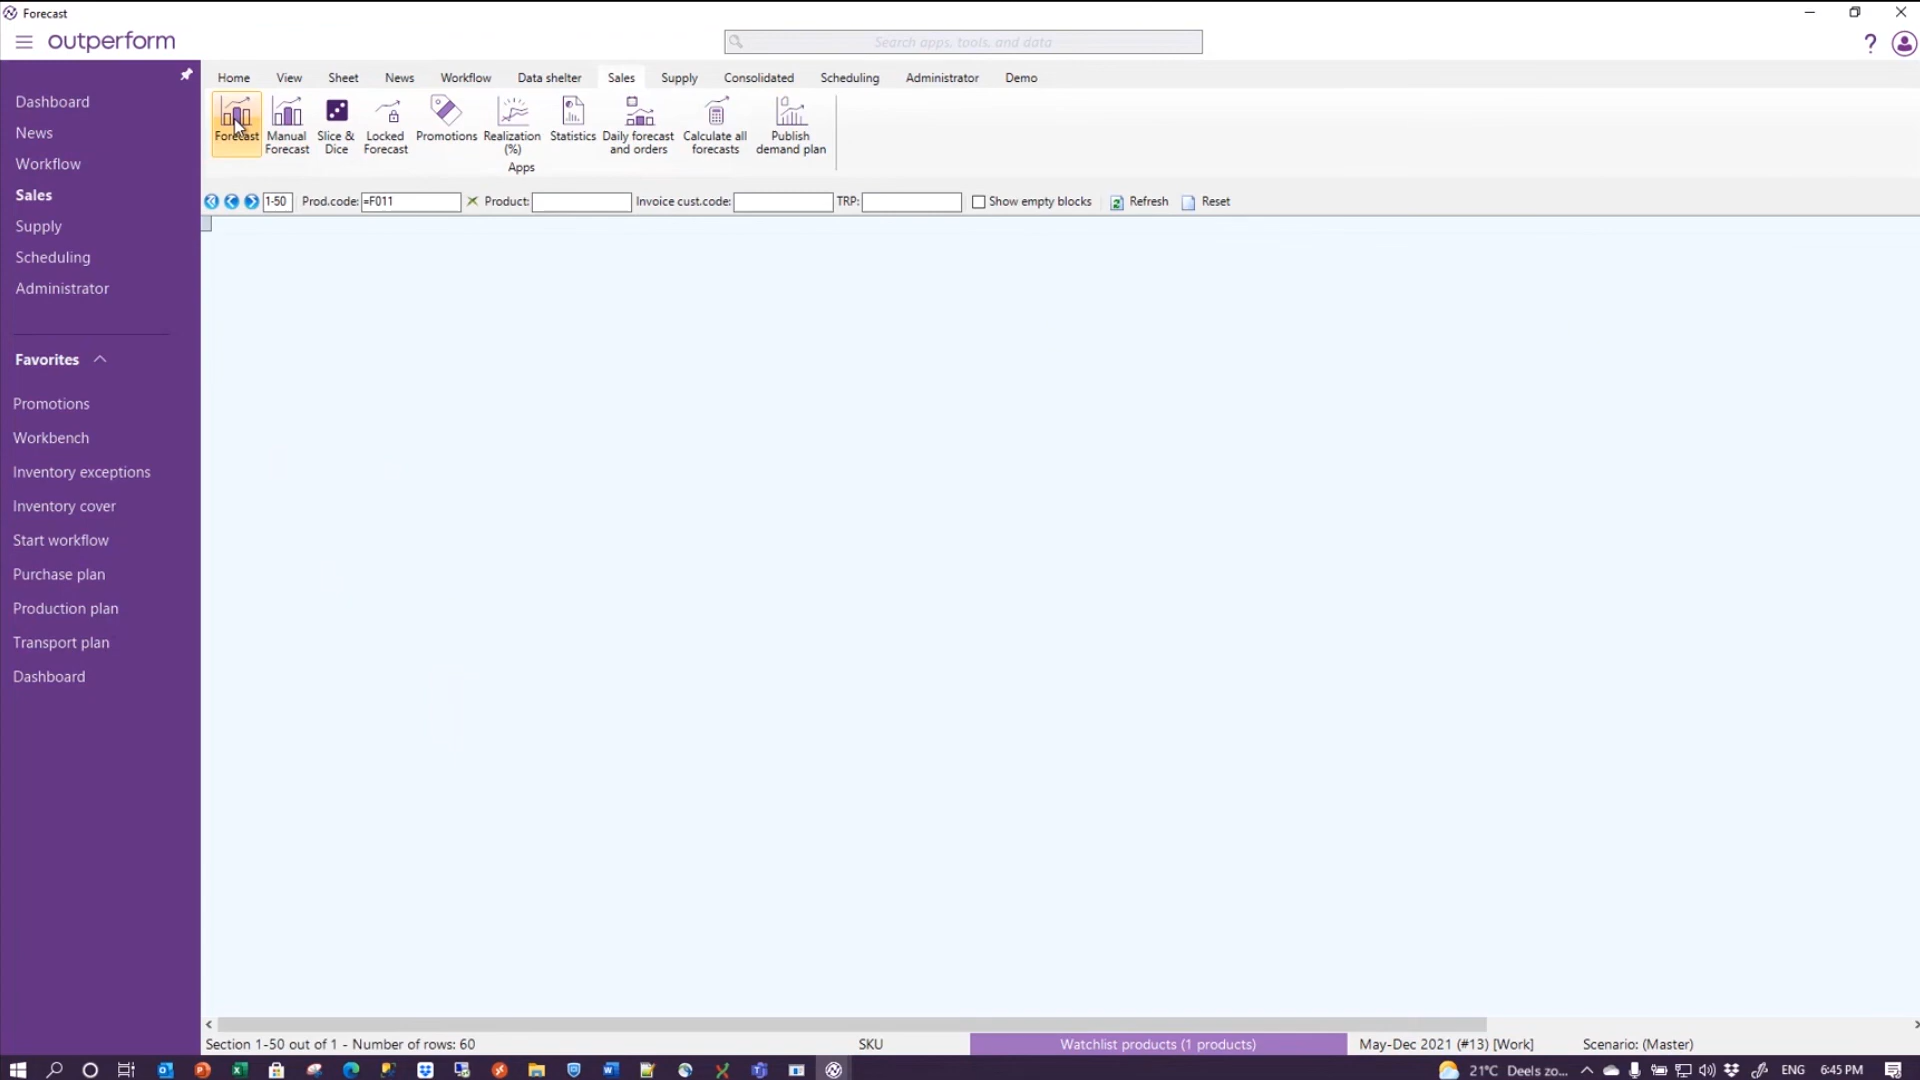 Forecast
outperform
Search apps, tools, and data
?
Home View Sheet News Workflow Data shelter Sales Supply Consolidated Scheduling Administrator Demo
Forecast
Manual Forecast
Slice & Dice
Locked Forecast
Promotions
Realization (%)
Statistics
Daily forecast and orders
Calculate all forecasts
Publish demand plan
Apps
1-50 Prod.code: =F011 Product: Invoice cust.code: TRP: Show empty blocks Refresh Reset
Dashboard
News
Workflow
Sales
Supply
Scheduling
Administrator
Favorites
Promotions
Workbench
Inventory exceptions
Inventory cover
Start workflow
Purchase plan
Production plan
Transport plan
Dashboard
Section 1-50 out of 1 - Number of rows: 60 SKU Watchlist products (1 products) May-Dec 2021 (#13) [Work] Scenario: (Master)
21°C Deels zo... ENG 6:45 PM